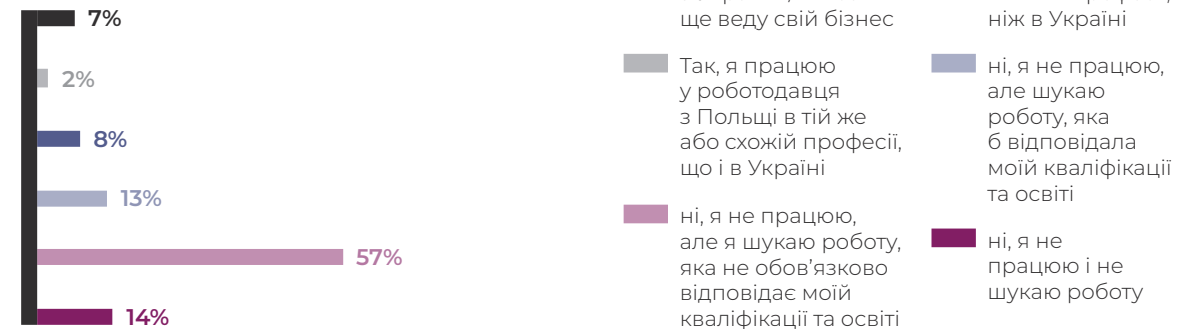 7%
2%
8%
13%
57%
14%
ще веду свій бізнес
Так, я працюю
у роботодавця
з Польщі в тій же
або схожій професії,
що і в Україні
ні, я не працюю,
але я шукаю роботу,
яка не обов’язково
відповідає моїй
кваліфікації та освіті
ніж в Україні
ні, я не працюю,
але шукаю
роботу, яка
б відповідала
моїй кваліфікації
та освіті
ні, я не
працюю і не
шукаю роботу